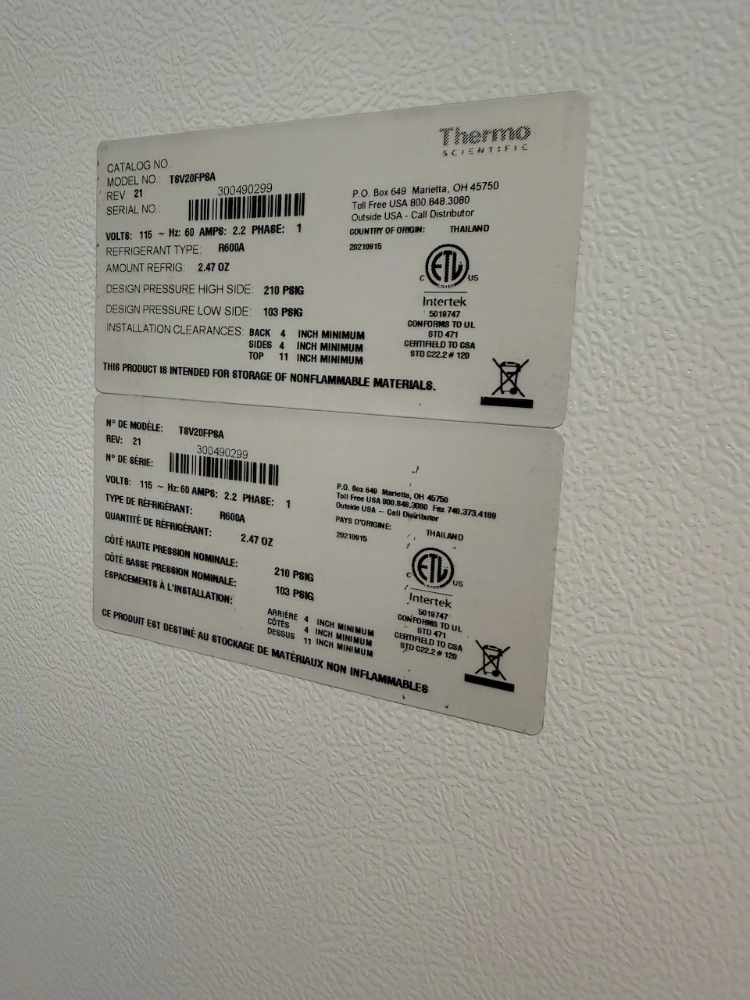 Thermo
SCIENTIFIC
CATALOG NO.:
MODEL NO.: TSV20FPSA
REV 21
300490299
SERIAL NO.:
VOLTS: 115 ~ Hz: 60 AMPS: 2.2 PHASE: 1
REFRIGERANT TYPE: R600A
AMOUNT REFRIG: 2.47 OZ
DESIGN PRESSURE HIGH SIDE: 210 PSIG
DESIGN PRESSURE LOW SIDE: 103 PSIG
INSTALLATION CLEARANCES: BACK 4 INCH MINIMUM
SIDES 4 INCH MINIMUM
TOP 11 INCH MINIMUM
THIS PRODUCT IS INTENDED FOR STORAGE OF NONFLAMMABLE MATERIALS.
P.O. Box 649 Marietta, OH 45750
Toll Free USA 800.848.3080
Outside USA - Call Distributor
COUNTRY OF ORIGIN: THAILAND
20210915
C ETL US
LISTED
Intertek
5019747
CONFORMS TO UL
STD 471
CERTIFIED TO CSA
STD C22.2 # 120
N° DE MODÈLE: TSV20FPSA
REV: 21
300490299
N° DE SÉRIE:
VOLTS: 115 ~ Hz: 60 AMPS: 2.2 PHASE: 1
TYPE DE RÉFRIGÉRANT: R600A
QUANTITÉ DE RÉFRIGÉRANT: 2.47 OZ
CÔTÉ HAUTE PRESSION NOMINALE: 210 PSIG
CÔTÉ BASSE PRESSION NOMINALE: 103 PSIG
ESPACEMENTS À L'INSTALLATION:
ARRIÈRE 4 INCH MINIMUM
CÔTÉS 4 INCH MINIMUM
DESSUS 11 INCH MINIMUM
CE PRODUIT EST DESTINÉ AU STOCKAGE DE MATÉRIAUX NON INFLAMMABLES
P.O. Box 649 Marietta, OH 45750
Toll Free USA 800.848.3080 Fax 740.373.4189
Outside USA - Call Distributor
PAYS D'ORIGINE: THAILAND
20210915
C ETL US
LISTED
Intertek
5019747
CONFORMS TO UL
STD 471
CERTIFIED TO CSA
STD C22.2 # 120